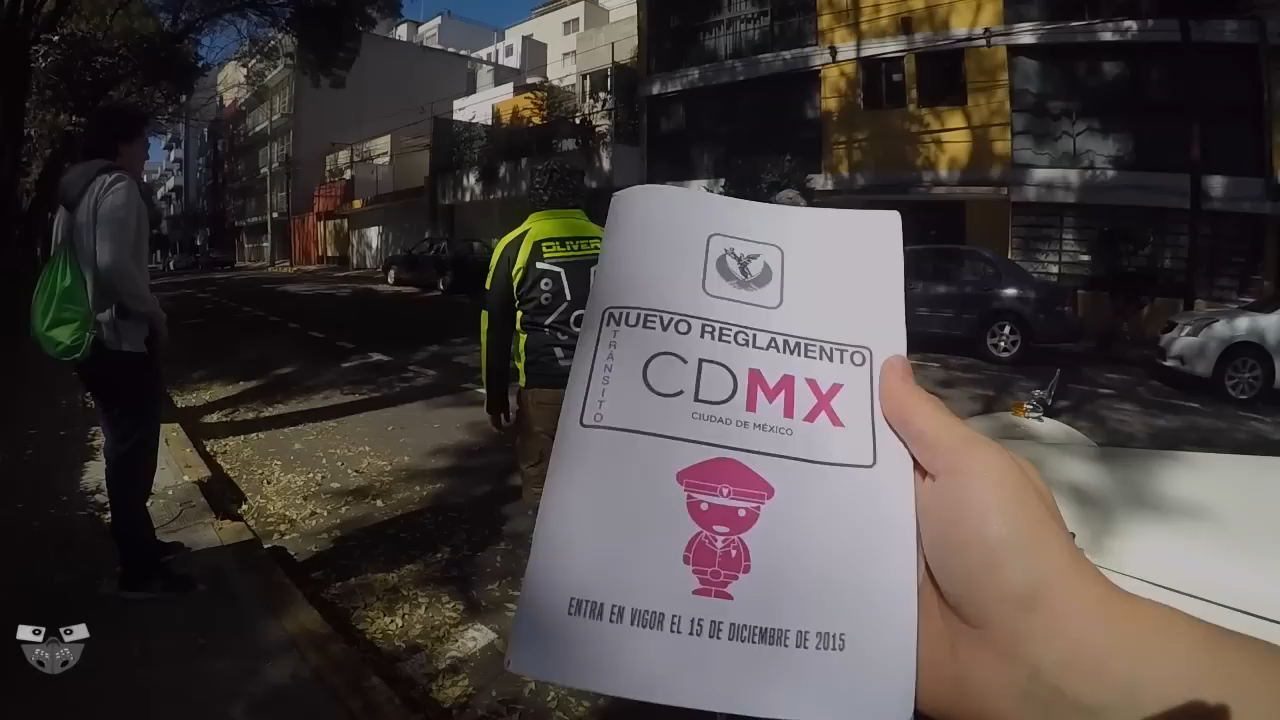 OLIVER
NUEVO REGLAMENTO
TRÁNSITO
CDMX
CIUDAD DE MÉXICO
ENTRA EN VIGOR EL 15 DE DICIEMBRE DE 2015